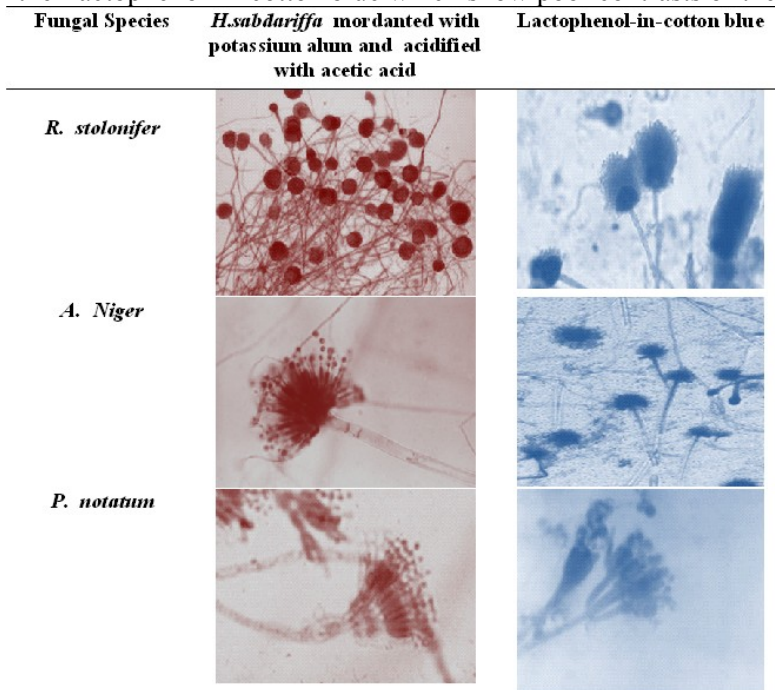 Fungal Species
H.sabdariffa mordanted with potassium alum and acidified with acetic acid
Lactophenol-in-cotton blue
R. stolonifer
A. Niger
P. notatum